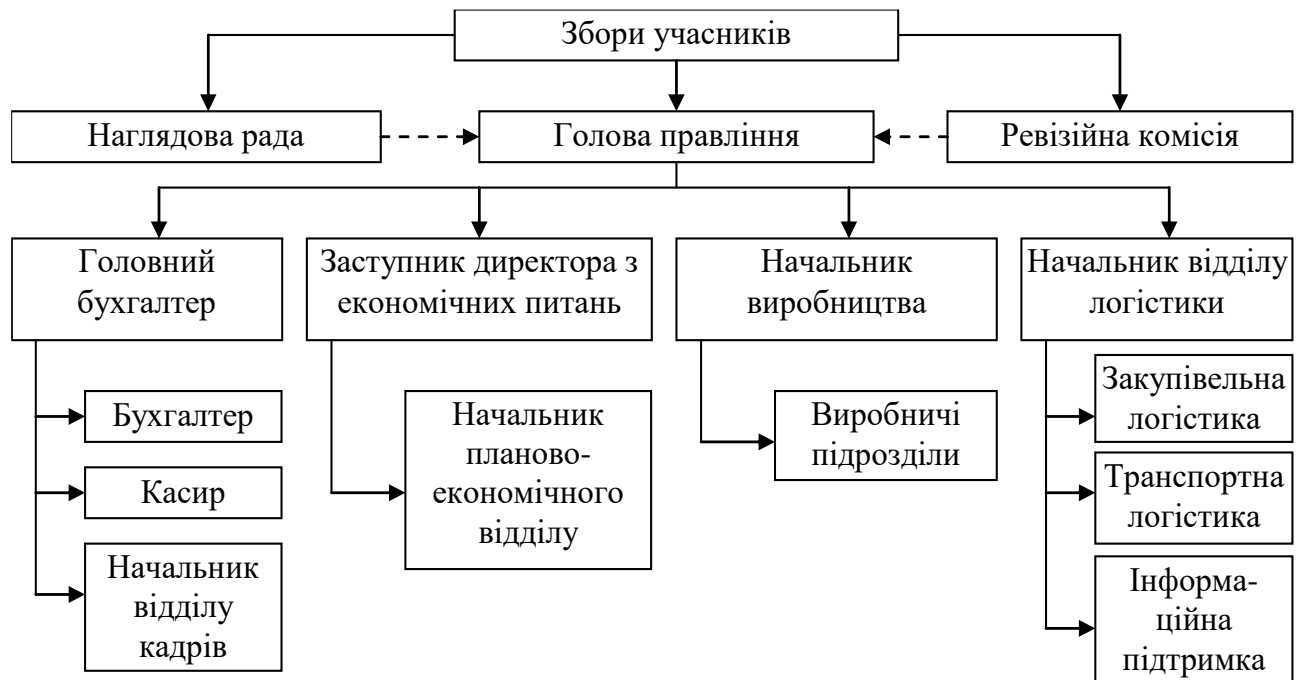 Збори учасників
Наглядова рада
Голова правління
Ревізійна комісія
Головний
бухгалтер
Заступник директора з
економічних питань
Начальник
виробництва
Начальник відділу
логістики
Бухгалтер
Касир
Начальник
відділу
кадрів
Начальник
планово-
економічного
відділу
Виробничі
підрозділи
Закупівельна
логістика
Транспортна
логістика
Інформа-
ційна
підтримка